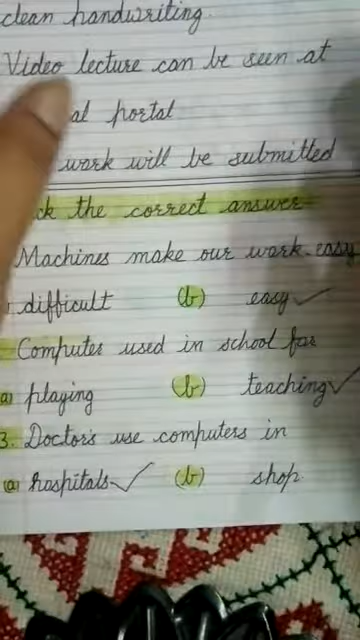 clean handwriting.
Video lecture can be seen at
al portal
work will be submitted
ck the correct answer
Machines make our work easy
difficult (b) easy ✓
Computer used in school for
(a) playing (b) teaching ✓
3. Doctor's use computers in
(a) hospitals ✓ (b) shop.